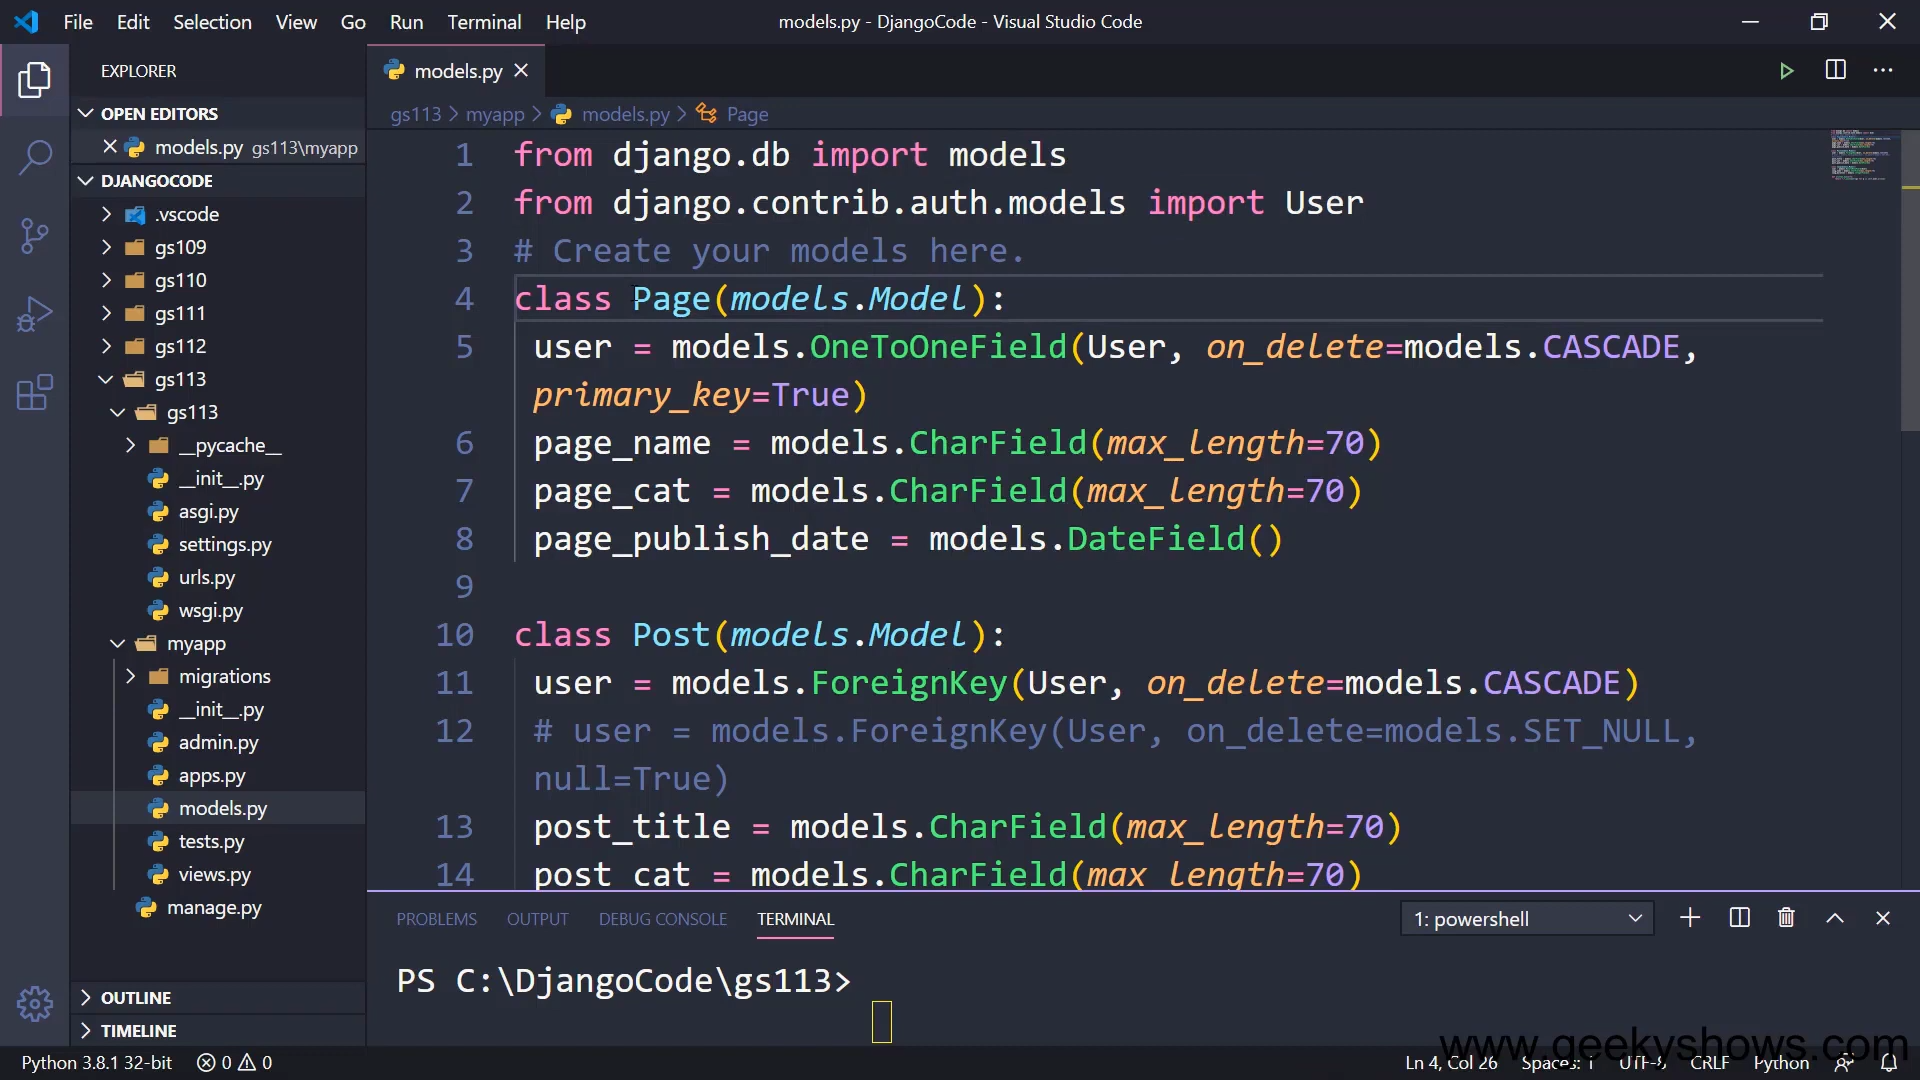 File Edit Selection View Go Run Terminal Help models.py - DjangoCode - Visual Studio Code
EXPLORER
OPEN EDITORS
models.py gs113\myapp
DJANGOCODE
.vscode
gs109
gs110
gs111
gs112
gs113
gs113
__pycache__
__init__.py
asgi.py
settings.py
urls.py
wsgi.py
myapp
migrations
__init__.py
admin.py
apps.py
models.py
tests.py
views.py
manage.py
OUTLINE
TIMELINE
models.py
gs113 > myapp > models.py > Page
1 from django.db import models
2 from django.contrib.auth.models import User
3 # Create your models here.
4 class Page(models.Model):
5 user = models.OneToOneField(User, on_delete=models.CASCADE,
primary_key=True)
6 page_name = models.CharField(max_length=70)
7 page_cat = models.CharField(max_length=70)
8 page_publish_date = models.DateField()
9
10 class Post(models.Model):
11 user = models.ForeignKey(User, on_delete=models.CASCADE)
12 # user = models.ForeignKey(User, on_delete=models.SET_NULL,
null=True)
13 post_title = models.CharField(max_length=70)
14 post_cat = models.CharField(max_length=70)
PROBLEMS OUTPUT DEBUG CONSOLE TERMINAL 1: powershell
PS C:\DjangoCode\gs113>
www.geekyshows.com
Python 3.8.1 32-bit 0 0 Ln 4, Col 26 Spaces: 1 UTF-8 CRLF Python